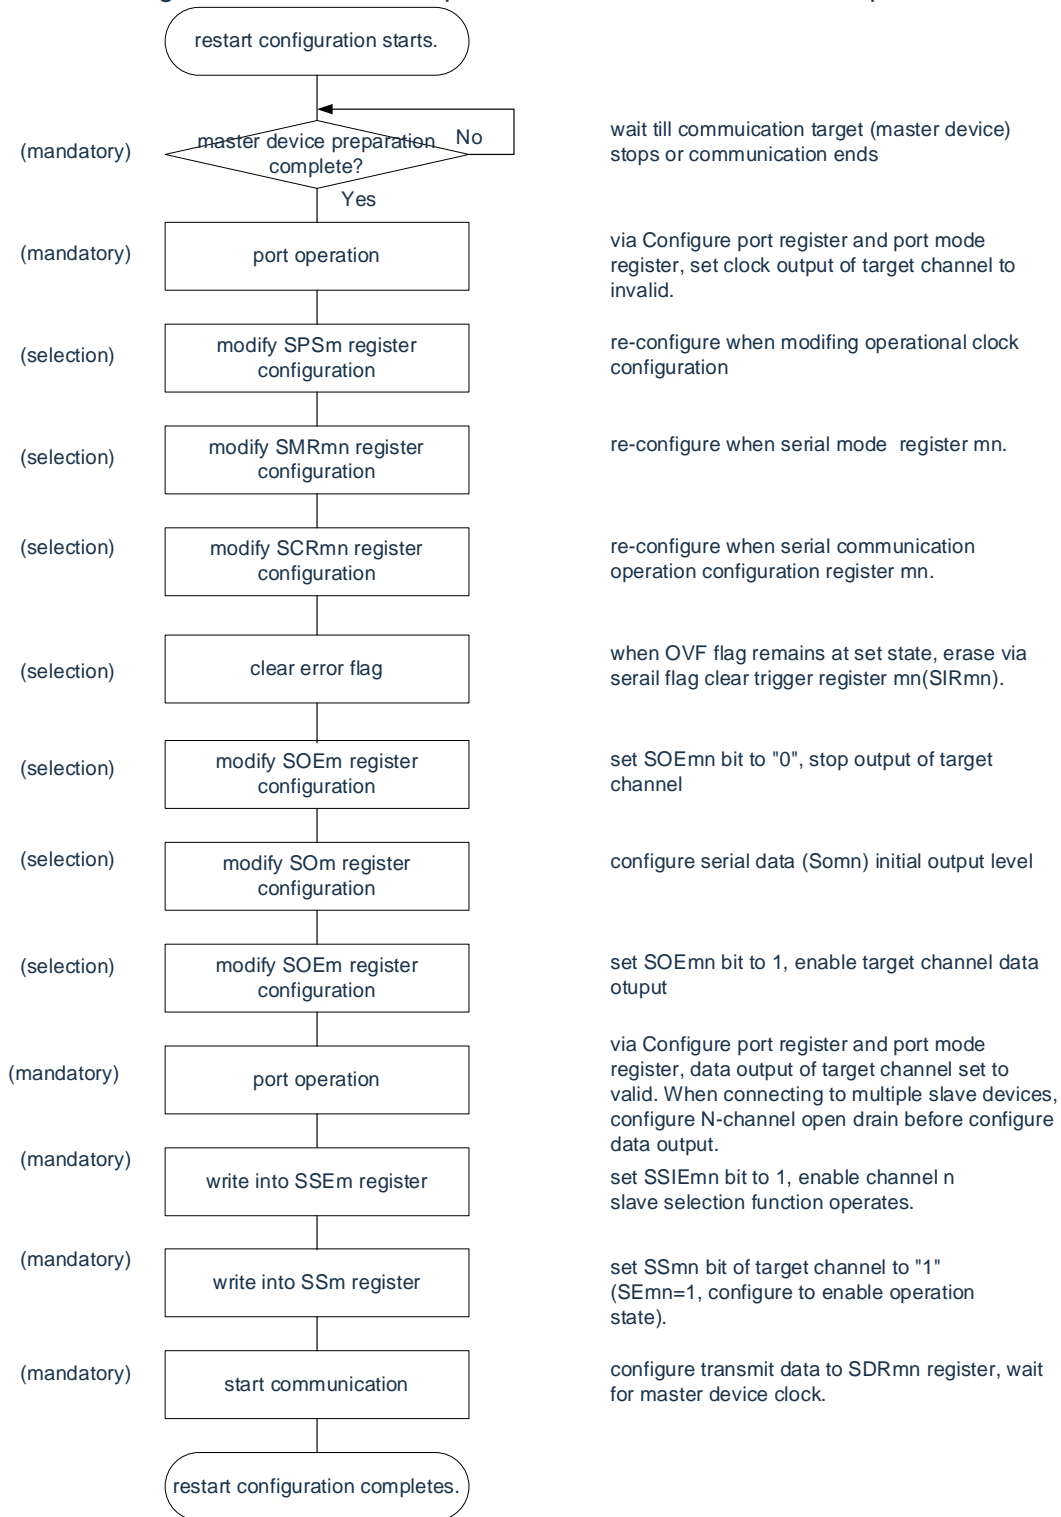 restart configuration starts.
(mandatory)
master device preparation
complete?
No
Yes
wait till commuication target (master device)
stops or communication ends
(mandatory)
port operation
via Configure port register and port mode
register, set clock output of target channel to
invalid.
(selection)
modify SPSm register
configuration
re-configure when modifing operational clock
configuration
(selection)
modify SMRmn register
configuration
re-configure when serial mode register mn.
(selection)
modify SCRmn register
configuration
re-configure when serial communication
operation configuration register mn.
(selection)
clear error flag
when OVF flag remains at set state, erase via
serail flag clear trigger register mn(SIRmn).
(selection)
modify SOEm register
configuration
set SOEmn bit to "0", stop output of target
channel
(selection)
modify SOm register
configuration
configure serial data (Somn) initial output level
(selection)
modify SOEm register
configuration
set SOEmn bit to 1, enable target channel data
otuput
(mandatory)
port operation
via Configure port register and port mode
register, data output of target channel set to
valid. When connecting to multiple slave devices,
configure N-channel open drain before configure
data output.
(mandatory)
write into SSEm register
set SSIEmn bit to 1, enable channel n
slave selection function operates.
(mandatory)
write into SSm register
set SSmn bit of target channel to "1"
(SEmn=1, configure to enable operation
state).
(mandatory)
start communication
configure transmit data to SDRmn register, wait
for master device clock.
restart configuration completes.